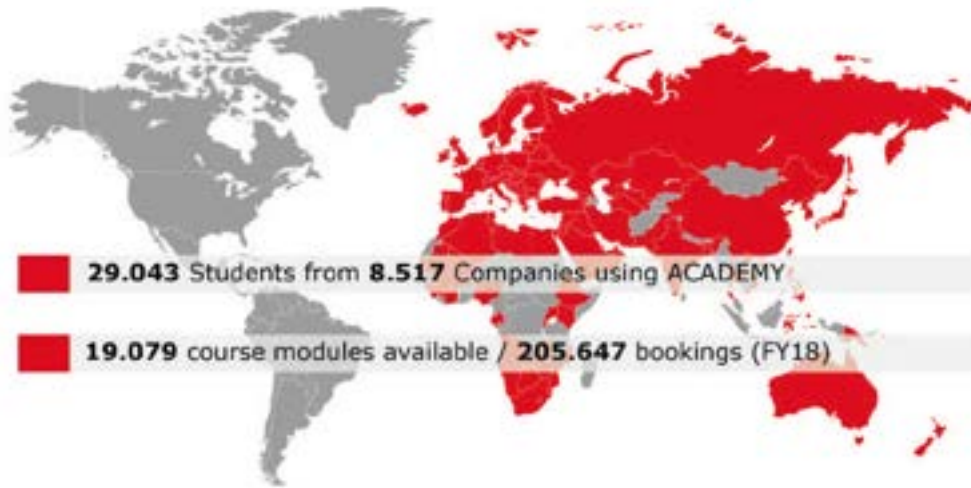 29.043 Students from 8.517 Companies using ACADEMY
19.079 course modules available / 205.647 bookings (FY18)